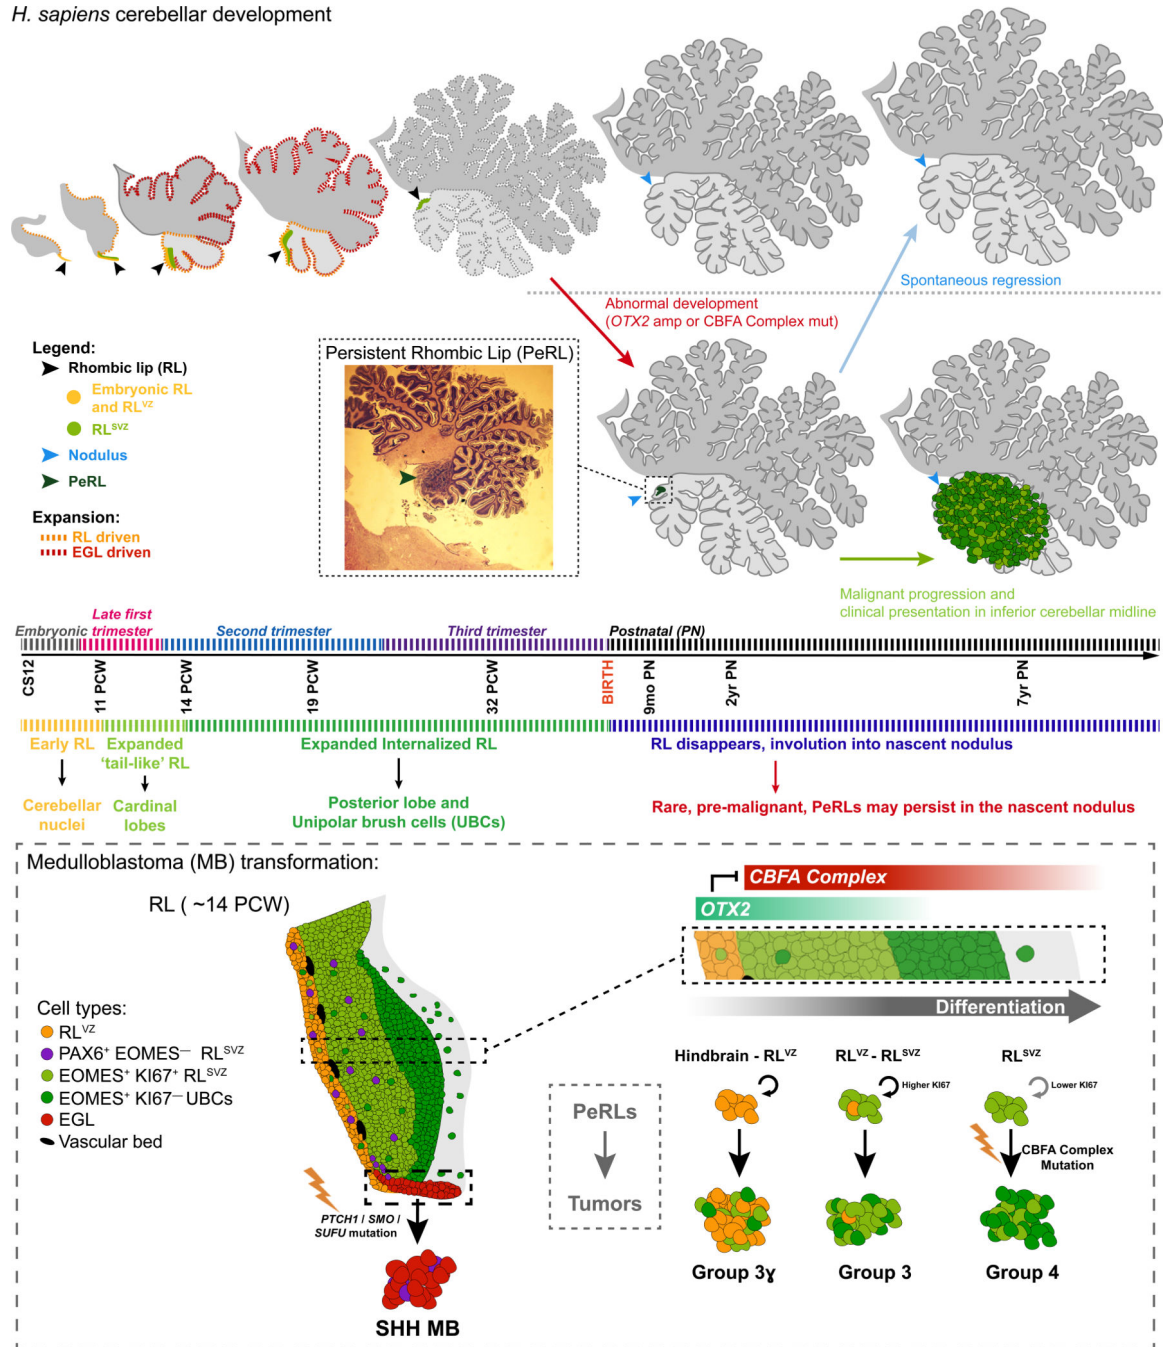 H. sapiens cerebellar development
Spontaneous regression
Abnormal development
(OTX2 amp or CBFA Complex mut)
Legend:
Rhombic lip (RL)
Embryonic RL
and RLVZ
RLSVZ
Nodulus
PeRL
Expansion:
RL driven
EGL driven
Persistent Rhombic Lip (PeRL)
Malignant progression and
clinical presentation in inferior cerebellar midline
Embryonic
Late first
trimester
Second trimester
Third trimester
Postnatal (PN)
CS12
11 PCW
14 PCW
19 PCW
32 PCW
BIRTH
9mo PN
2yr PN
7yr PN
Early RL
Expanded
‘tail-like’ RL
Expanded Internalized RL
RL disappears, involution into nascent nodulus
Cerebellar
nuclei
Cardinal
lobes
Posterior lobe and
Unipolar brush cells (UBCs)
Rare, pre-malignant, PeRLs may persist in the nascent nodulus
Medulloblastoma (MB) transformation:
RL ( ~14 PCW)
Cell types:
RLVZ
PAX6+ EOMES— RLSVZ
EOMES+ KI67+ RLSVZ
EOMES+ KI67— UBCs
EGL
Vascular bed
PTCH1 / SMO /
SUFU mutation
SHH MB
CBFA Complex
OTX2
Differentiation
Hindbrain - RLVZ
RLVZ - RLSVZ
RLSVZ
Higher KI67
Lower KI67
PeRLs
Tumors
CBFA Complex
Mutation
Group 3ɣ
Group 3
Group 4